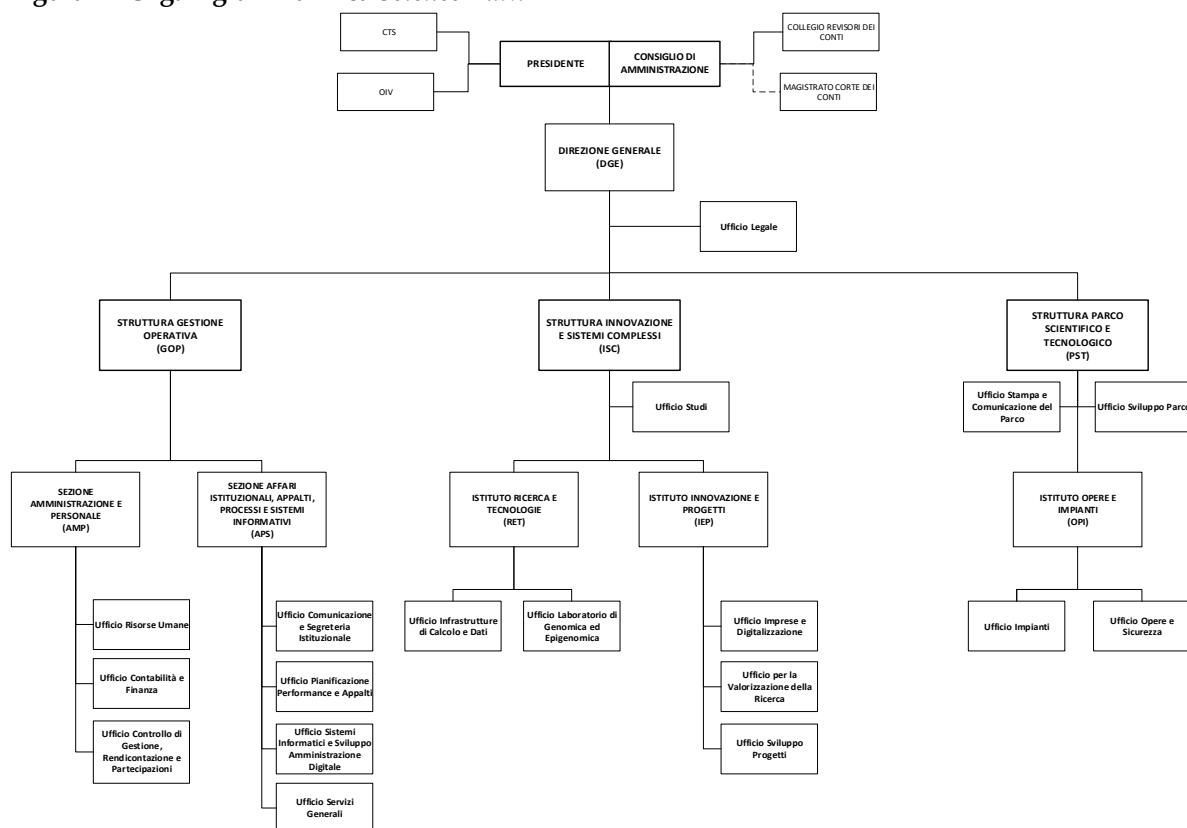 CTS
PRESIDENTE
CONSIGLIO DI
AMMINISTRAZIONE
COLLEGIO REVISORI DEI
CONTI
OIV
MAGISTRATO CORTE DEI
CONTI
DIREZIONE GENERALE
(DGE)
Ufficio Legale
STRUTTURA GESTIONE
OPERATIVA
(GOP)
STRUTTURA INNOVAZIONE
E SISTEMI COMPLESSI
(ISC)
STRUTTURA PARCO
SCIENTIFICO E
TECNOLOGICO
(PST)
Ufficio Studi
Ufficio Stampa e
Comunicazione del
Parco
Ufficio Sviluppo Parco
SEZIONE
AMMINISTRAZIONE E
PERSONALE
(AMP)
SEZIONE AFFARI
ISTITUZIONALI, APPALTI,
PROCESSI E SISTEMI
INFORMATIVI
(APS)
ISTITUTO RICERCA E
TECNOLOGIE
(RET)
ISTITUTO INNOVAZIONE E
PROGETTI
(IEP)
ISTITUTO OPERE E
IMPIANTI
(OPI)
Ufficio Risorse Umane
Ufficio Contabilità e
Finanza
Ufficio Controllo di
Gestione,
Rendicontazione e
Partecipazioni
Ufficio Comunicazione
e Segreteria
Istituzionale
Ufficio Pianificazione
Performance e Appalti
Ufficio Sistemi
Informatici e Sviluppo
Amministrazione
Digitale
Ufficio Servizi
Generali
Ufficio Infrastrutture
di Calcolo e Dati
Ufficio Laboratorio di
Genomica ed
Epigenomica
Ufficio Imprese e
Digitalizzazione
Ufficio per la
Valorizzazione della
Ricerca
Ufficio Sviluppo
Progetti
Ufficio Impianti
Ufficio Opere e
Sicurezza